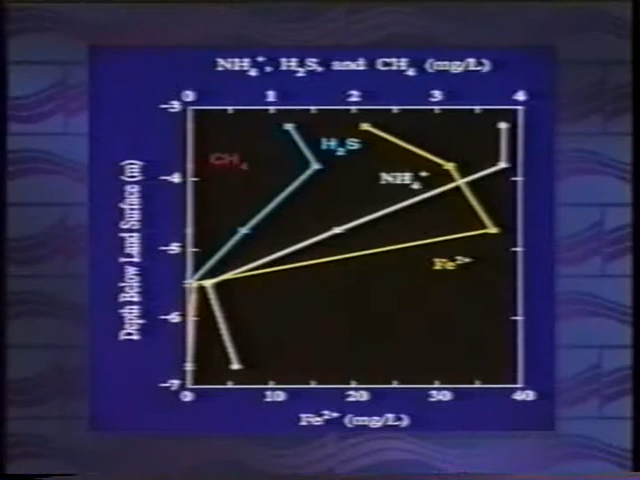 NH₄⁺, H₂S, and CH₄ (mg/L)
0 1 2 3 4
-3
H₂S
CH₄
NH₄⁺
-4
-5
Fe²⁺
-6
-7
Depth Below Land Surface (m)
0 10 20 30 40
Fe²⁺ (mg/L)